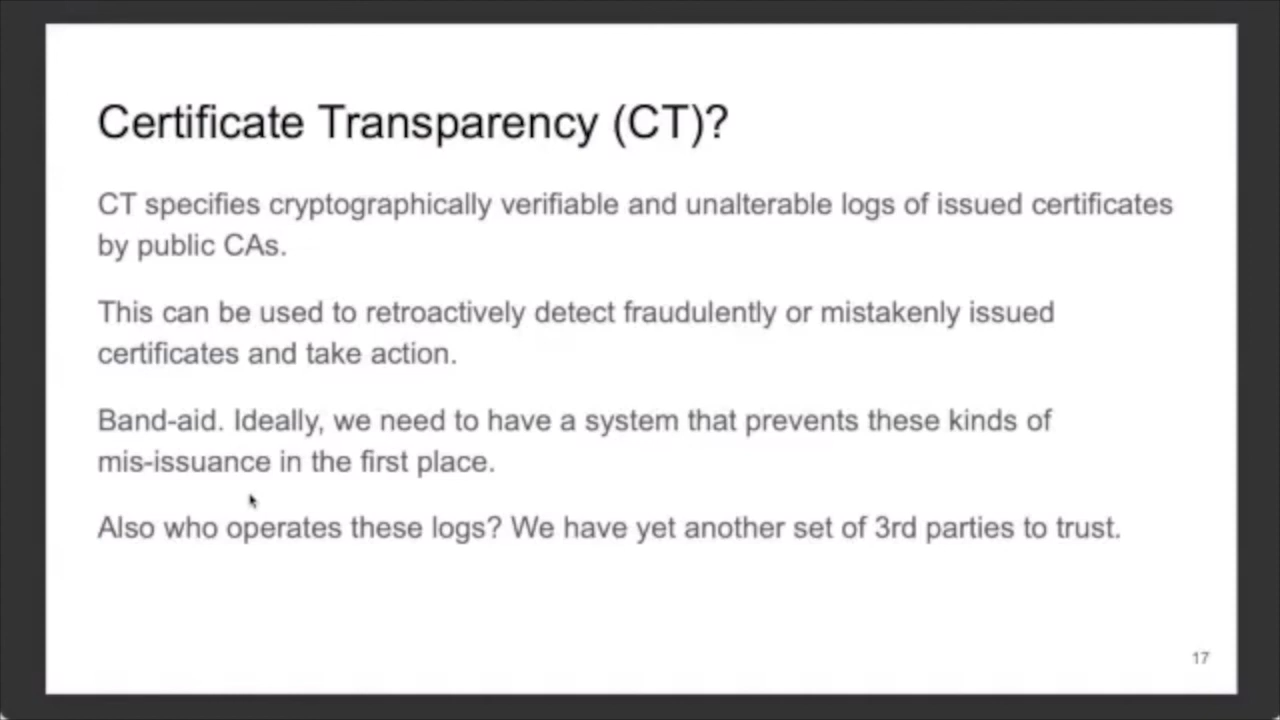 Certificate Transparency (CT)?
CT specifies cryptographically verifiable and unalterable logs of issued certificates
by public CAs.
This can be used to retroactively detect fraudulently or mistakenly issued
certificates and take action.
Band-aid. Ideally, we need to have a system that prevents these kinds of
mis-issuance in the first place.
Also who operates these logs? We have yet another set of 3rd parties to trust.
17